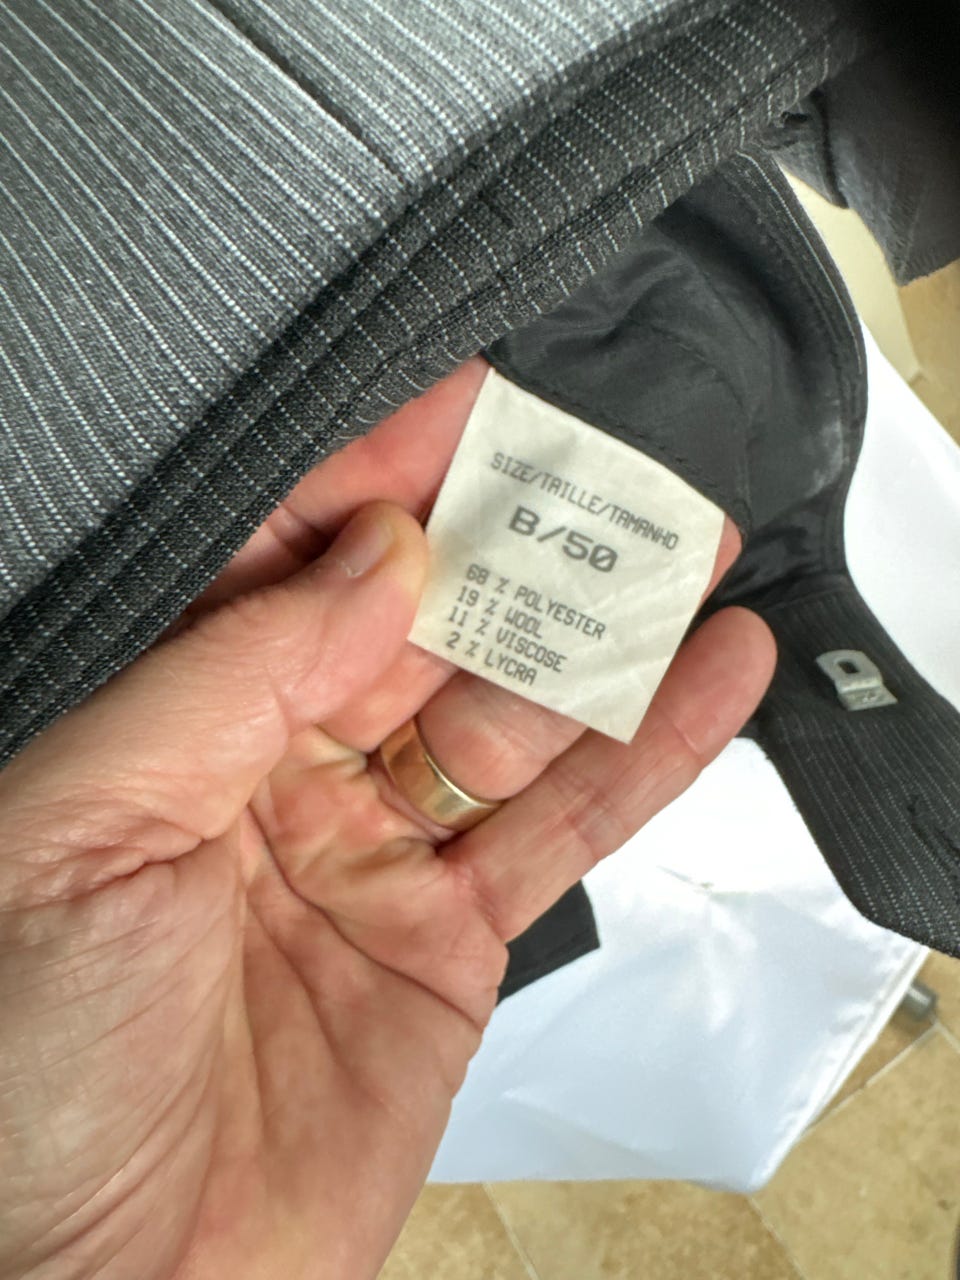 SIZE/TAILLE/TAMANHO
B/50
68 % POLYESTER
19 % WOOL
11 % VISCOSE
2 % LYCRA